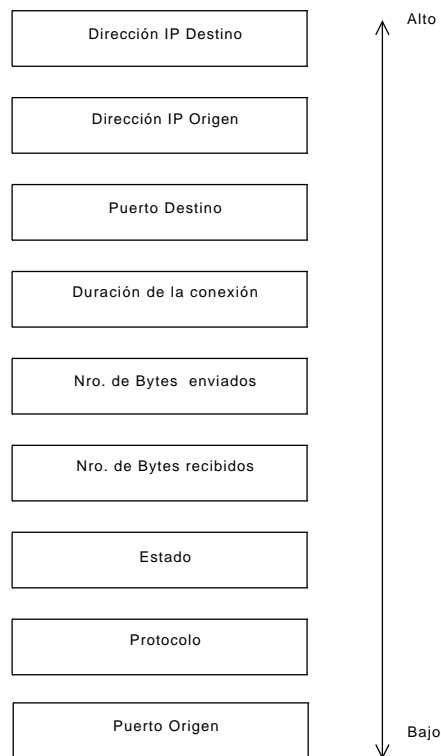 Dirección IP Destino
Alto
Dirección IP Origen
Puerto Destino
Duración de la conexión
Nro. de Bytes enviados
Nro. de Bytes recibidos
Estado
Protocolo
Puerto Origen
Bajo